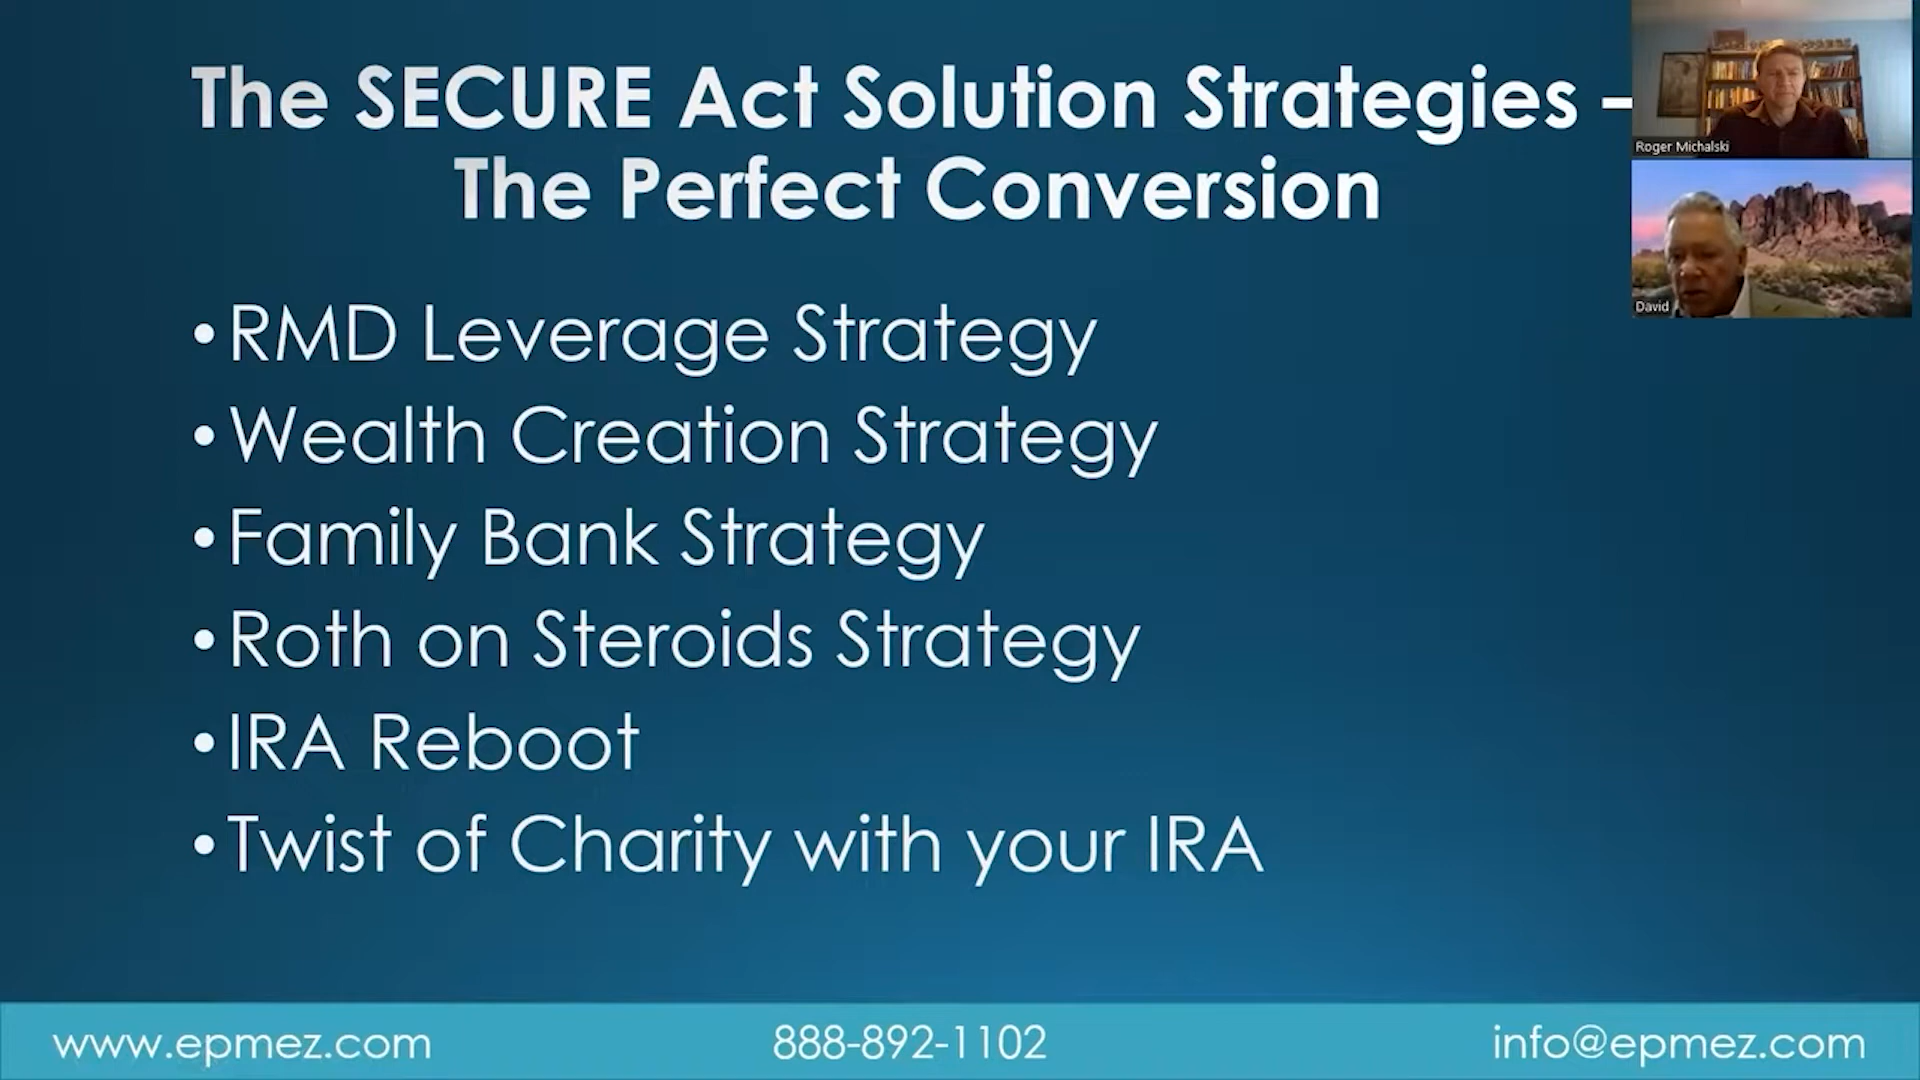 The SECURE Act Solution Strategies –
The Perfect Conversion
Roger Michalski
David
•RMD Leverage Strategy
•Wealth Creation Strategy
•Family Bank Strategy
•Roth on Steroids Strategy
•IRA Reboot
•Twist of Charity with your IRA
www.epmez.com
888-892-1102
info@epmez.com